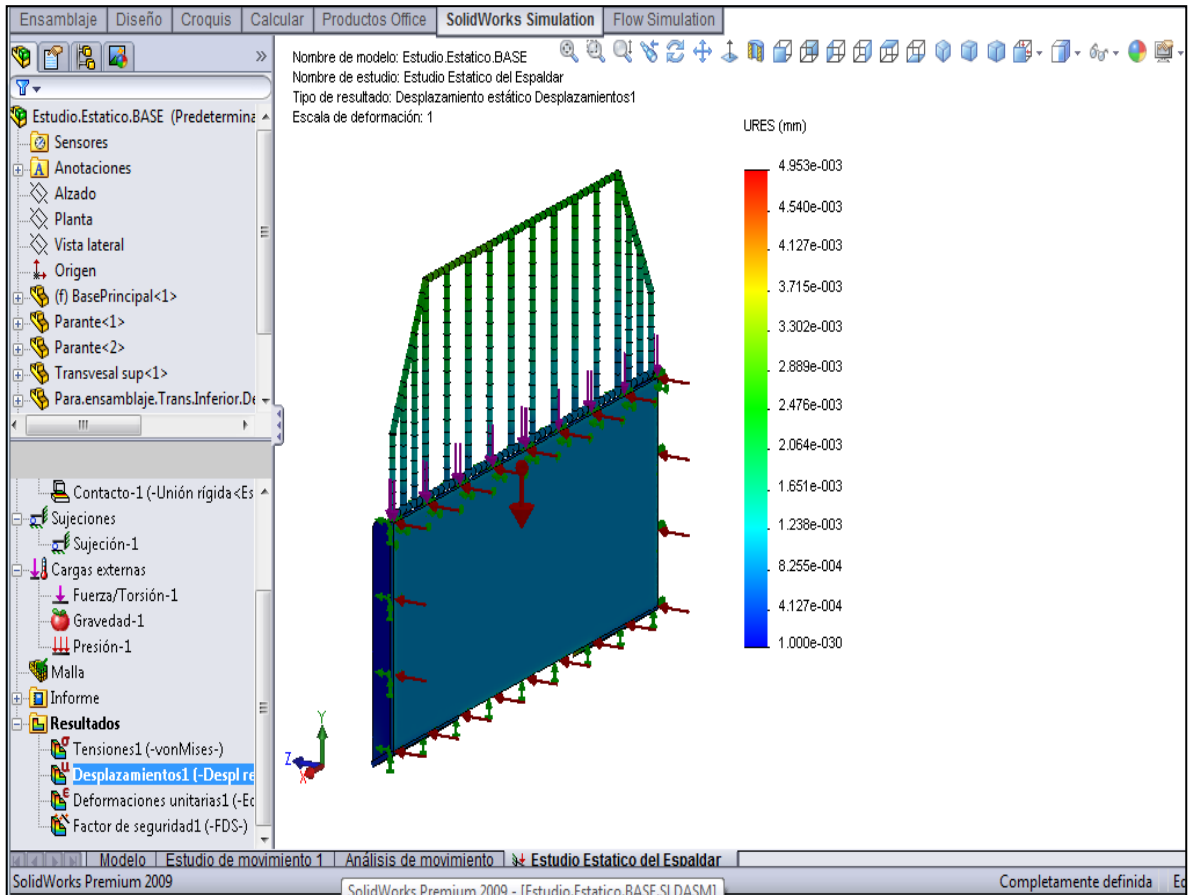 Ensamblaje Diseño Croquis Calcular Productos Office SolidWorks Simulation Flow Simulation
Estudio.Estatico.BASE (Predetermina
Sensores
Anotaciones
Alzado
Planta
Vista lateral
Origen
(f) BasePrincipal<1>
Parante<1>
Parante<2>
Transvesal sup<1>
Para.ensamblaje.Trans.Inferior.De
Contacto-1 (-Unión rígida<Es
Sujeciones
Sujeción-1
Cargas externas
Fuerza/Torsión-1
Gravedad-1
Presión-1
Malla
Informe
Resultados
Tensiones1 (-vonMises-)
Desplazamientos1 (-Despl re
Deformaciones unitarias1 (-Ec
Factor de seguridad1 (-FDS-)
Nombre de modelo: Estudio.Estatico.BASE
Nombre de estudio: Estudio Estatico del Espaldar
Tipo de resultado: Desplazamiento estático Desplazamientos1
Escala de deformación: 1
URES (mm)
4.953e-003
4.540e-003
4.127e-003
3.715e-003
3.302e-003
2.889e-003
2.476e-003
2.064e-003
1.651e-003
1.238e-003
8.255e-004
4.127e-004
1.000e-030
Y
Z
X
Modelo Estudio de movimiento 1 Análisis de movimiento Estudio Estatico del Espaldar
SolidWorks Premium 2009
SolidWorks Premium 2009 - [Estudio.Estatico.BASE.SLDASM]
Completamente definida Ec